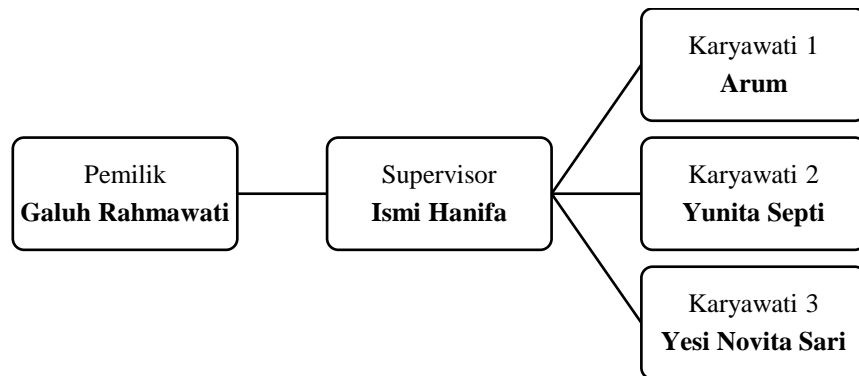 Pemilik
Galuh Rahmawati
Supervisor
Ismi Hanifa
Karyawati 1
Arum
Karyawati 2
Yunita Septi
Karyawati 3
Yesi Novita Sari